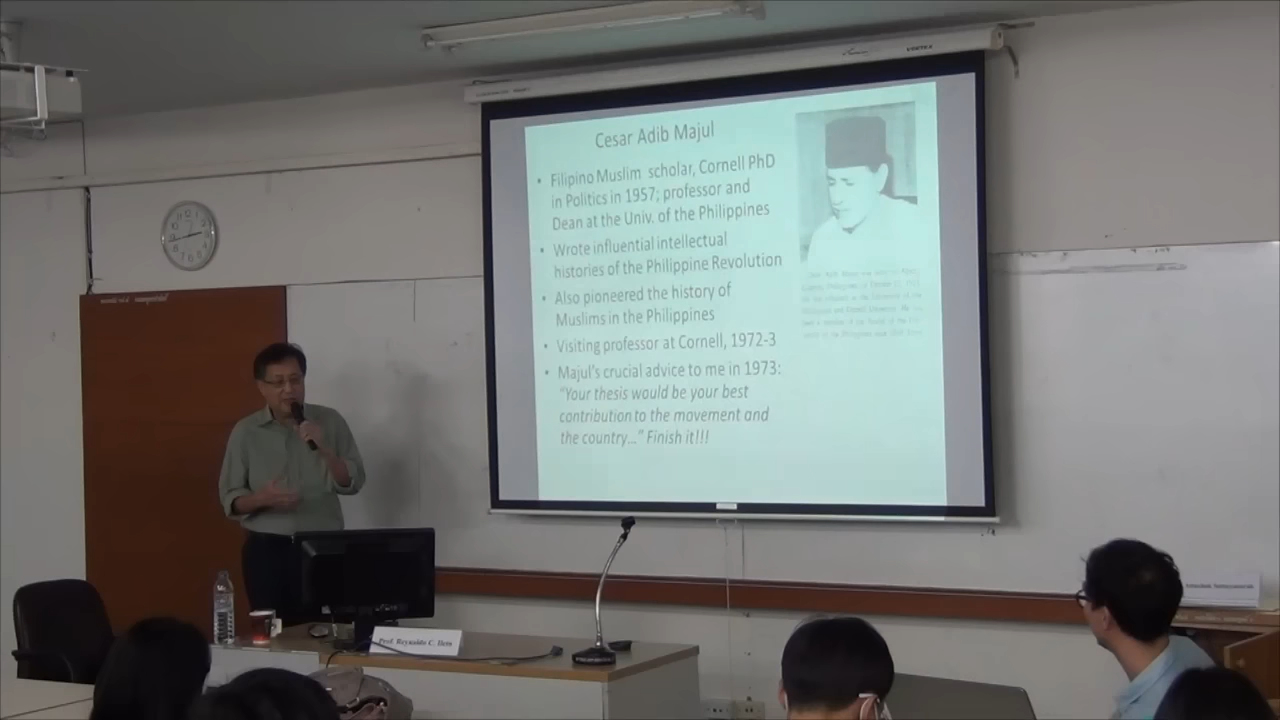 VERTEX
Cesar Adib Majul
• Filipino Muslim scholar, Cornell PhD
in Politics in 1957; professor and
Dean at the Univ. of the Philippines
• Wrote influential intellectual
histories of the Philippine Revolution
• Also pioneered the history of
Muslims in the Philippines
• Visiting professor at Cornell, 1972-3
• Majul's crucial advice to me in 1973:
"Your thesis would be your best
contribution to the movement and
the country…" Finish it!!!
Prof. Reynaldo C. Ileto